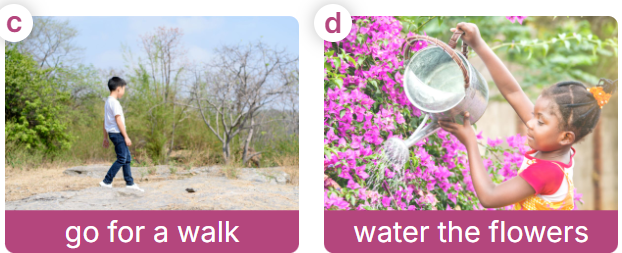 c
go for a walk
d
water the flowers